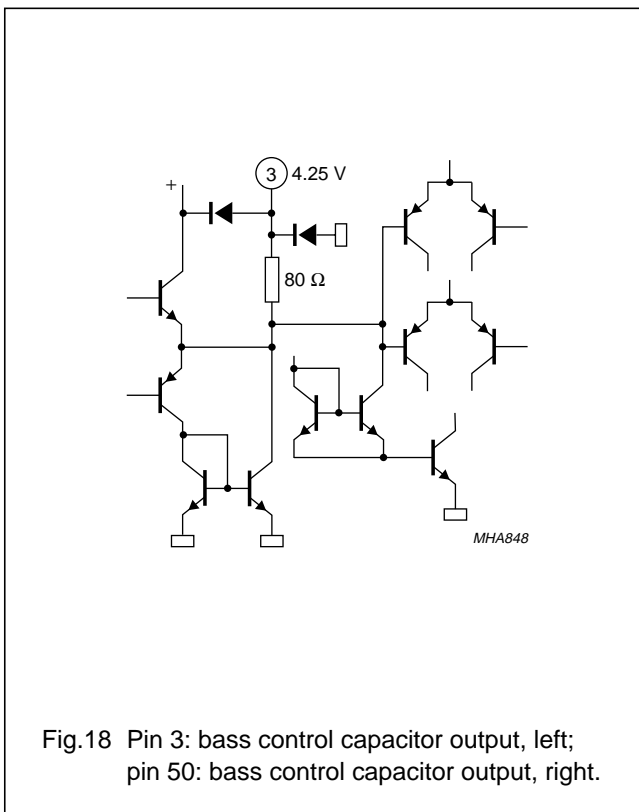 +
3 4.25 V
80 Ω
MHA848
Fig.18 Pin 3: bass control capacitor output, left;
pin 50: bass control capacitor output, right.